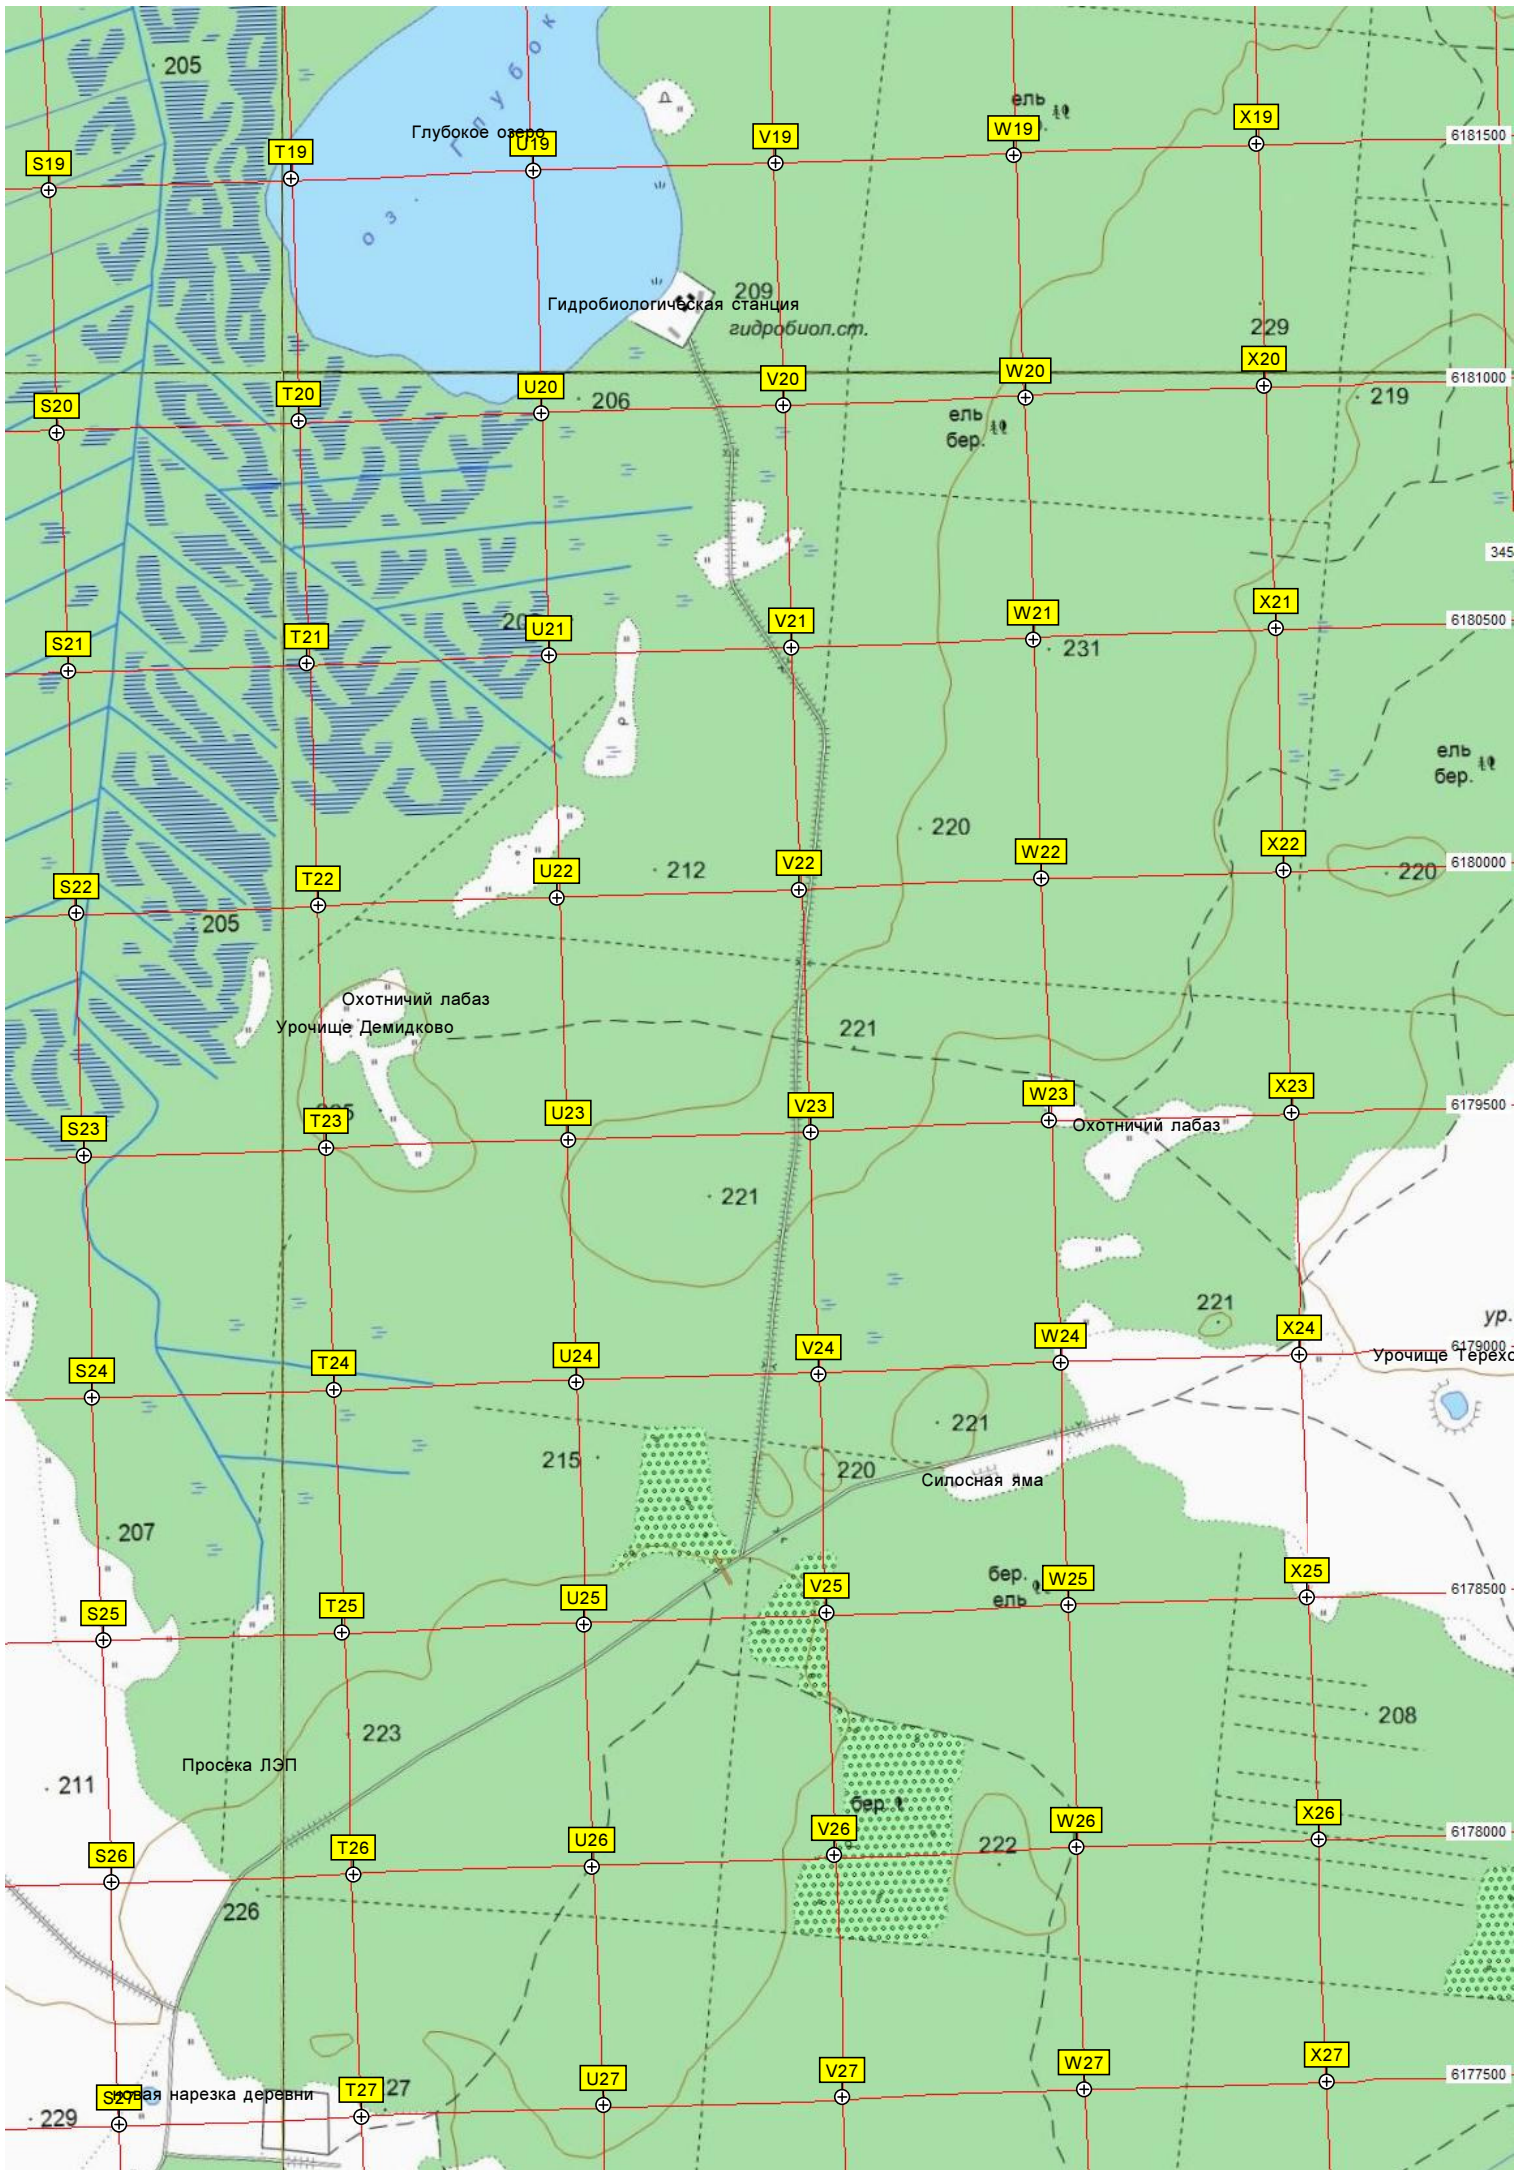 205
оз. Глубок
Глубокое озеро
ель
S19
T19
U19
V19
W19
X19
6181500
209
Гидробиологическая станция
гидробиол.ст.
229
S20
T20
U20
V20
W20
X20
6181000
206
219
ель
бер.
345
S21
T21
U21
V21
W21
X21
6180500
231
ель
бер.
220
212
S22
T22
U22
V22
W22
X22
6180000
220
205
Охотничий лабаз
Урочище Демидково
221
S23
T23
U23
V23
W23
X23
6179500
Охотничий лабаз
221
221
ур.
S24
T24
U24
V24
W24
X24
6179000
Урочище Терехо
221
215
220
Силосная яма
207
бер.
ель
S25
T25
U25
V25
W25
X25
6178500
223
208
Просека ЛЭП
211
бер.
222
S26
T26
U26
V26
W26
X26
6178000
226
S27
T27
U27
V27
W27
X27
6177500
новая нарезка деревни
27
229